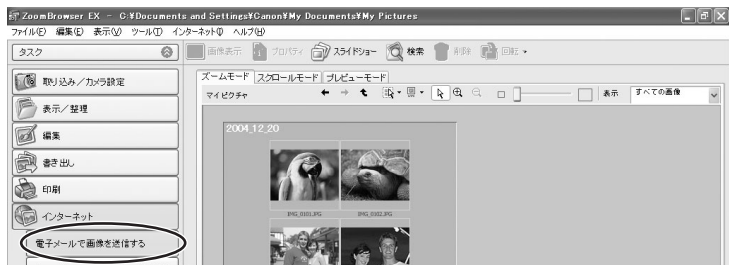 ZoomBrowser EX - C:¥Documents and Settings¥Canon¥My Documents¥My Pictures
ファイル(F) 編集(E) 表示(V) ツール(T) インターネット(I) ヘルプ(H)
タスク
画像表示 プロパティ スライドショー 検索 削除 回転
取り込み／カメラ設定
表示／整理
編集
書き出し
印刷
インターネット
電子メールで画像を送信する
ズームモード スクロールモード プレビューモード
マイピクチャ
表示 すべての画像
2004_12_20
IMG_0101.JPG IMG_0102.JPG